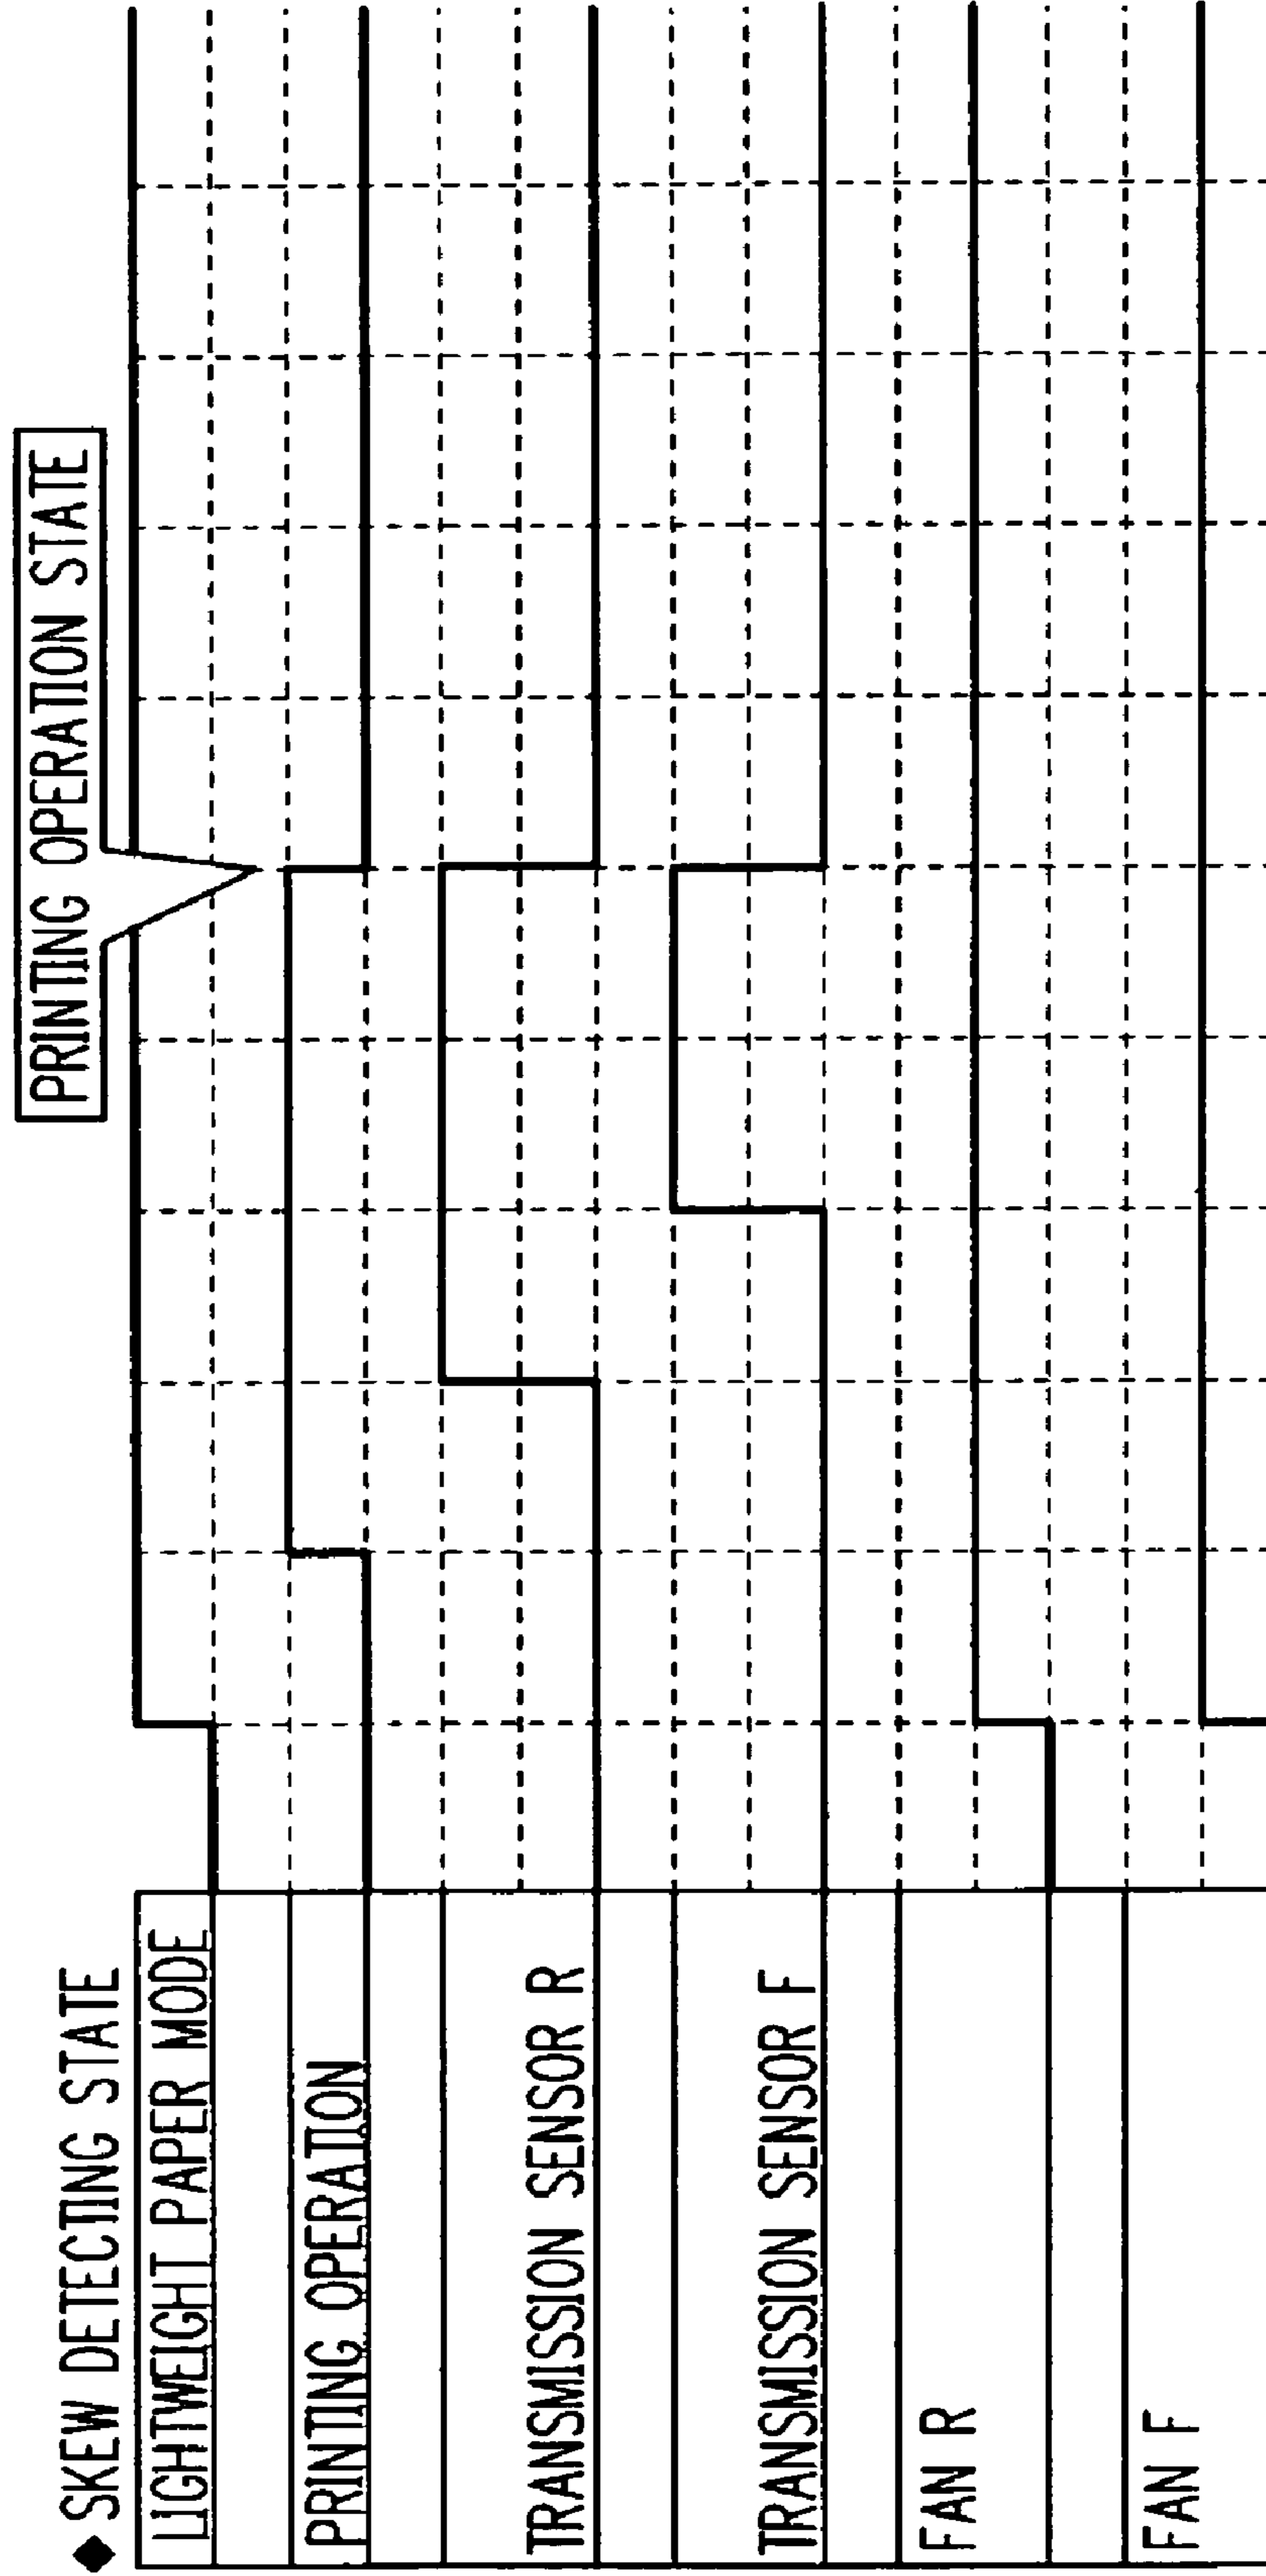 PRINTING OPERATION STATE
◆ SKEW DETECTING STATE
LIGHTWEIGHT PAPER MODE
PRINTING OPERATION
TRANSMISSION SENSOR R
TRANSMISSION SENSOR F
FAN R
FAN F